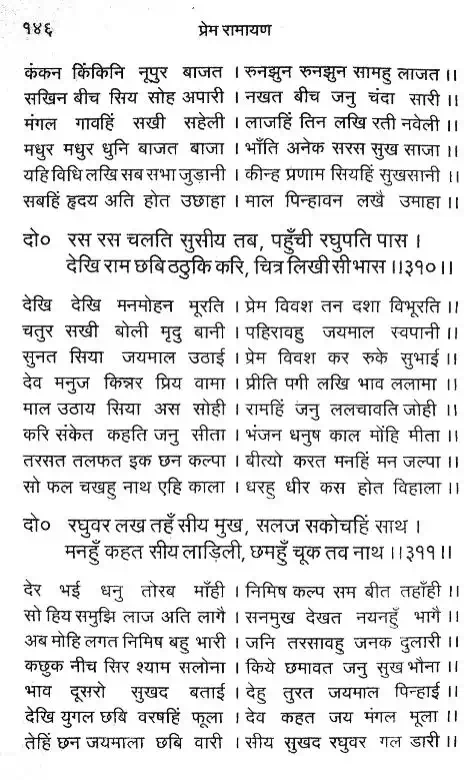 १४६ प्रेम रामायण
कंकन किंकिनि नूपुर बाजत । रुनझुन रुनझुन सामहु लाजत ।।
सखिन बीच सिय सोह अपारी । नखत बीच जनु चंदा सारी ।।
मंगल गावहिं सखी सहेली । लाजहिं तिन लखि रती नवेली ।।
मधुर मधुर धुनि बाजत बाजा । भाँति अनेक सरस सुख साजा ।।
यहि विधि लखि सब सभा जुड़ानी । कीन्ह प्रणाम सियहिं सुखसानी ।।
सबहिं हृदय अति होत उछाहा । माल पिन्हावन लखै उमाहा ।।
दो० रस रस चलति सुसीय तब, पहुँची रघुपति पास ।
देखि राम छबि ठठुकि करि, चित्र लिखी सी भास ।।३१०।।
देखि देखि मनमोहन मूरति । प्रेम विवश तन दशा विभूरति ।।
चतुर सखी बोली मृदु बानी । पहिरावहु जयमाल स्वपानी ।।
सुनत सिया जयमाल उठाई । प्रेम विवश कर रुके सुभाई ।।
देव मनुज किन्नर प्रिय वामा । प्रीति पगी लखि भाव ललामा ।।
माल उठाय सिया अस सोही । रामहिं जनु ललचावति जोही ।।
करि संकेत कहति जनु सीता । भंजन धनुष काल मोंहि मीता ।।
तरसत तलफत इक छन कल्पा । बीत्यो करत मनहिं मन जल्पा ।।
सो फल चखहु नाथ एहि काला । धरहु धीर कस होत विहाला ।।
दो० रघुवर लख तहँ सीय मुख, सलज सकोचहिं साथ ।
मनहुँ कहत सीय लाड़िली, छमहुँ चूक तव नाथ ।।३११।।
देर भई धनु तोरब माँही । निमिष कल्प सम बीत तहाँही ।।
सो हिय समुझि लाज अति लागै । सनमुख देखत नयनहुँ भागै ।।
अब मोहि लगत निमिष बहु भारी । जनि तरसावहु जनक दुलारी ।।
कछुक नीच सिर श्याम सलोना । किये छमावत जनु सुख भौना ।।
भाव दूसरो सुखद बताई । देहु तुरत जयमाल पिन्हाई ।।
देखि युगल छबि वरषहिं फूला । देव कहत जय मंगल मूला ।।
तेहिं छन जयमाला छबि वारी । सीय सुखद रघुवर गल डारी ।।